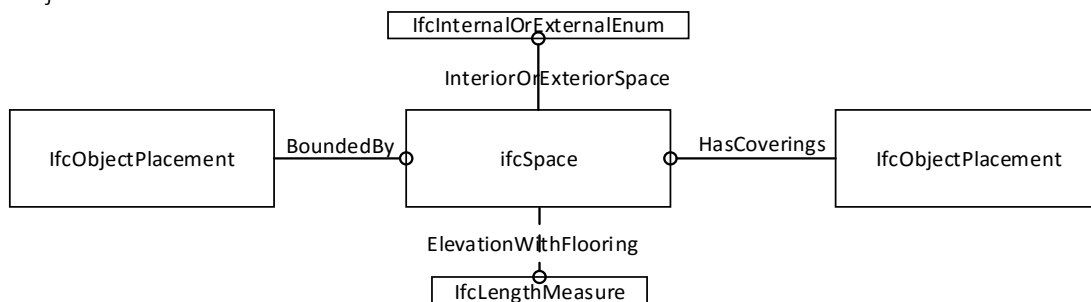 IfcInternalOrExternalEnum
InteriorOrExteriorSpace
IfcObjectPlacement
BoundedBy
ifcSpace
HasCoverings
IfcObjectPlacement
ElevationWithFlooring
IfcLengthMeasure